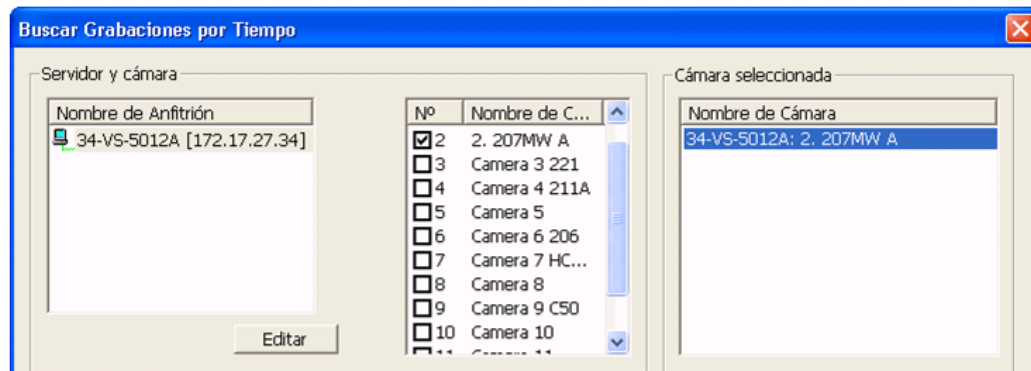 Buscar Grabaciones por Tiempo
Servidor y cámara
Nombre de Anfitrión
34-VS-5012A [172.17.27.34]
Editar
Nº Nombre de C...
2 2. 207MW A
3 Camera 3 221
4 Camera 4 211A
5 Camera 5
6 Camera 6 206
7 Camera 7 HC...
8 Camera 8
9 Camera 9 C50
10 Camera 10
Cámara seleccionada
Nombre de Cámara
34-VS-5012A: 2. 207MW A